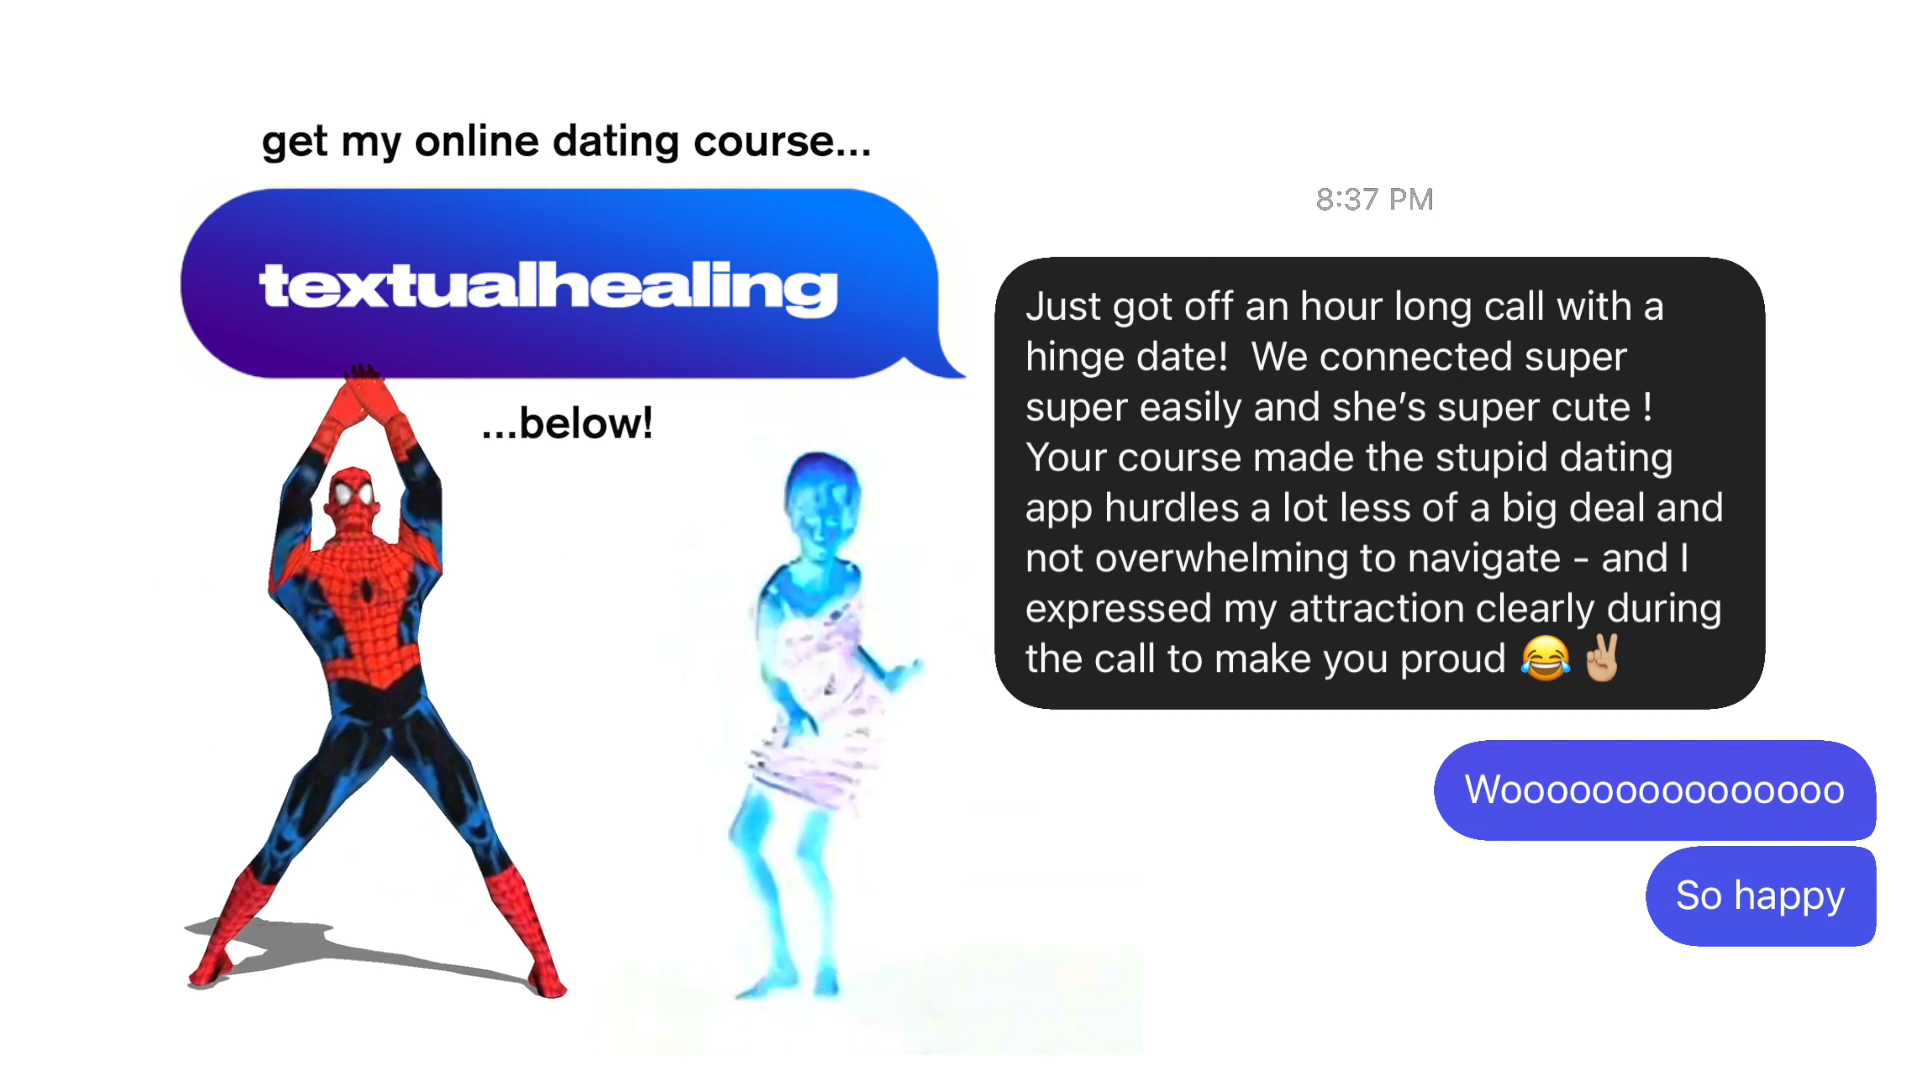 get my online dating course...
textualhealing
...below!
8:37 PM
Just got off an hour long call with a
hinge date!  We connected super
super easily and she’s super cute !
Your course made the stupid dating
app hurdles a lot less of a big deal and
not overwhelming to navigate - and I
expressed my attraction clearly during
the call to make you proud 😂✌🏼
Wooooooooooooooo
So happy